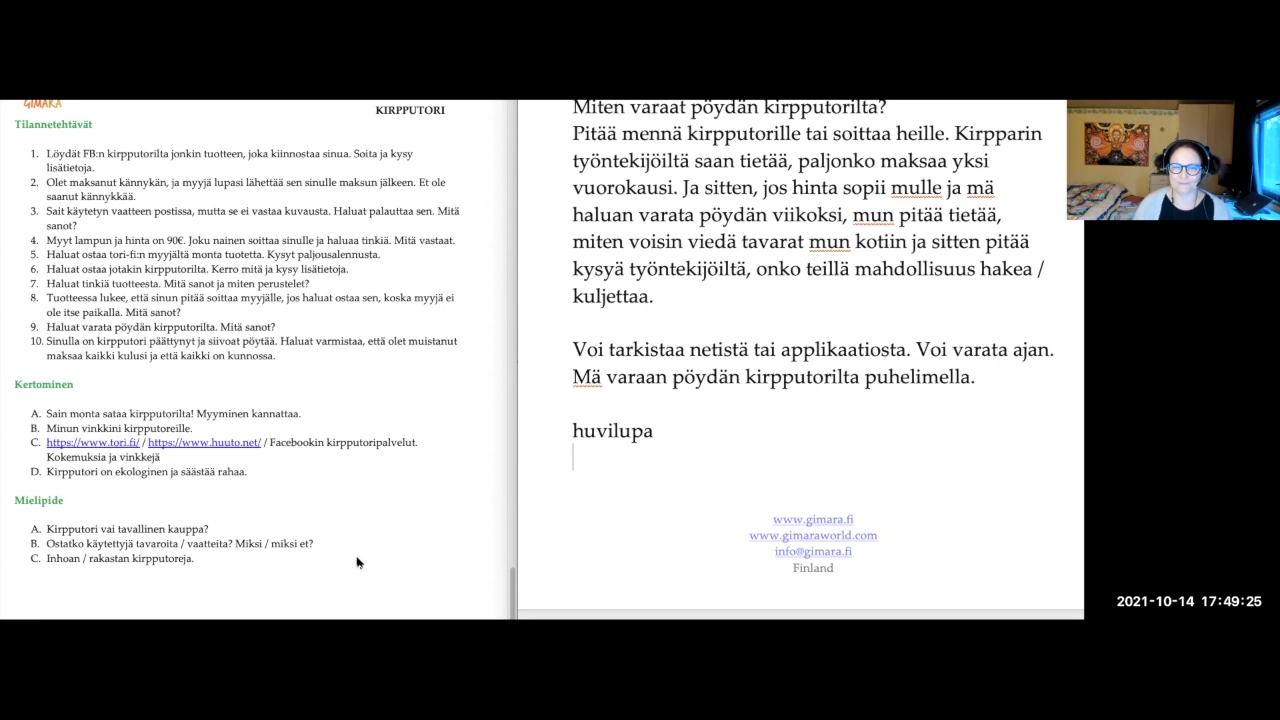 GIMARA
KIRPPUTORI
Tilannetehtävät
1. Löydät FB:n kirpputorilta jonkin tuotteen, joka kiinnostaa sinua. Soita ja kysy
lisätietoja.
2. Olet maksanut kännykän, ja myyjä lupasi lähettää sen sinulle maksun jälkeen. Et ole
saanut kännykkää.
3. Sait käytetyn vaatteen postissa, mutta se ei vastaa kuvausta. Haluat palauttaa sen. Mitä
sanot?
4. Myyt lampun ja hinta on 90€. Joku nainen soittaa sinulle ja haluaa tinkiä. Mitä vastaat.
5. Haluat ostaa tori-fi:n myyjältä monta tuotetta. Kysyt paljousalennusta.
6. Haluat ostaa jotakin kirpputorilta. Kerro mitä ja kysy lisätietoja.
7. Haluat tinkiä tuotteesta. Mitä sanot ja miten perustelet?
8. Tuotteessa lukee, että sinun pitää soittaa myyjälle, jos haluat ostaa sen, koska myyjä ei
ole itse paikalla. Mitä sanot?
9. Haluat varata pöydän kirpputorilta. Mitä sanot?
10. Sinulla on kirpputori päättynyt ja siivoat pöytää. Haluat varmistaa, että olet muistanut
maksaa kaikki kulusi ja että kaikki on kunnossa.
Kertominen
A. Sain monta sataa kirpputorilta! Myyminen kannattaa.
B. Minun vinkkini kirpputoreille.
C. https://www.tori.fi/ / https://www.huuto.net/ / Facebookin kirpputoripalvelut.
Kokemuksia ja vinkkejä
D. Kirpputori on ekologinen ja säästää rahaa.
Mielipide
A. Kirpputori vai tavallinen kauppa?
B. Ostatko käytettyjä tavaroita / vaatteita? Miksi / miksi et?
C. Inhoan / rakastan kirpputoreja.
Miten varaat pöydän kirpputorilta?
Pitää mennä kirpputorille tai soittaa heille. Kirpparin
työntekijöiltä saan tietää, paljonko maksaa yksi
vuorokausi. Ja sitten, jos hinta sopii mulle ja mä
haluan varata pöydän viikoksi, mun pitää tietää,
miten voisin viedä tavarat mun kotiin ja sitten pitää
kysyä työntekijöiltä, onko teillä mahdollisuus hakea /
kuljettaa.
Voi tarkistaa netistä tai applikaatiosta. Voi varata ajan.
Mä varaan pöydän kirpputorilta puhelimella.
huvilupa
www.gimara.fi
www.gimaraworld.com
info@gimara.fi
Finland
2021-10-14 17:49:25